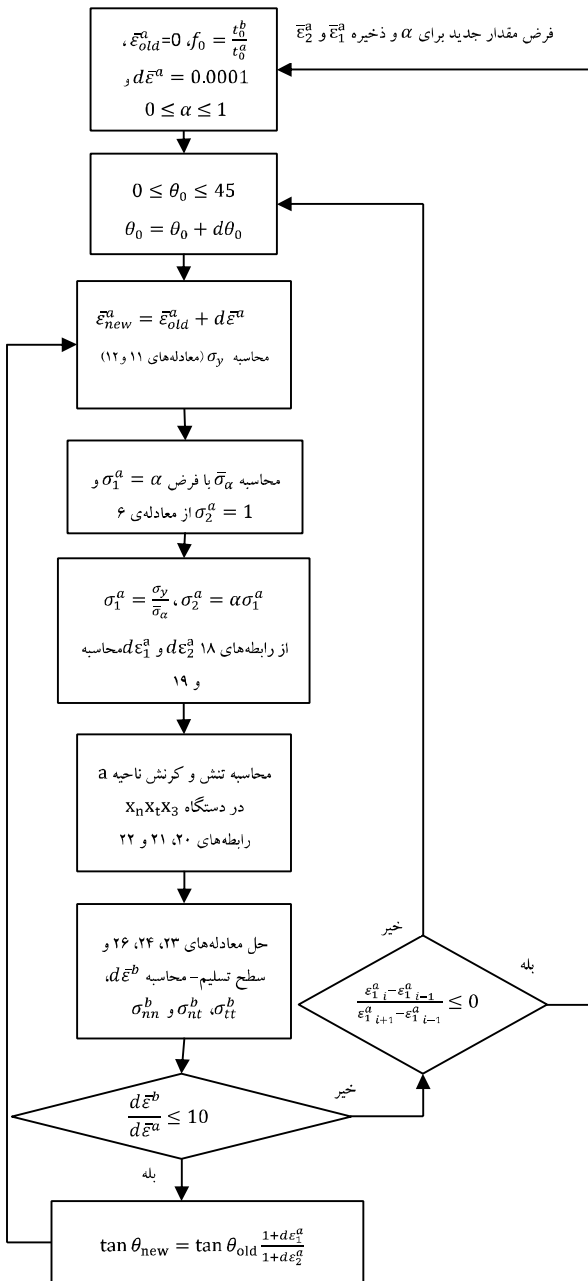 فرض مقدار جدید برای α و ذخیره ε̅₁ᵃ و ε̅₂ᵃ
ε̅ᵃ_old=0 ،f₀ = t₀ᵇ/t₀ᵃ،
dε̅ᵃ = 0.0001 و
0 ≤ α ≤ 1
0 ≤ θ₀ ≤ 45
θ₀ = θ₀ + dθ₀
ε̅ᵃ_new = ε̅ᵃ_old + dε̅ᵃ
محاسبه σ_y (معادله‌های ۱۱ و ۱۲)
محاسبه σ̅_α با فرض σ₁ᵃ = α و
σ₂ᵃ = 1 از معادله‌ی ۶
σ₁ᵃ = σ_y/σ̅_α ،σ₂ᵃ = ασ₁ᵃ
محاسبه dε₁ᵃ و dε₂ᵃ از رابطه‌های ۱۸
و ۱۹
محاسبه تنش و کرنش ناحیه a
در دستگاه xₙxₜx₃
رابطه‌های ۲۰، ۲۱ و ۲۲
حل معادله‌های ۲۳، ۲۴، ۲۶ و
سطح تسلیم- محاسبه dε̅ᵇ،
σᵇ_tt، σᵇ_nt و σᵇ_nn
خیر
بله
(ε₁ᵃ_i − ε₁ᵃ_i−1)/(ε₁ᵃ_i+1 − ε₁ᵃ_i−1) ≤ 0
dε̅ᵇ/dε̅ᵃ ≤ 10
خیر
بله
tan θ_new = tan θ_old (1+dε₁ᵃ)/(1+dε₂ᵃ)